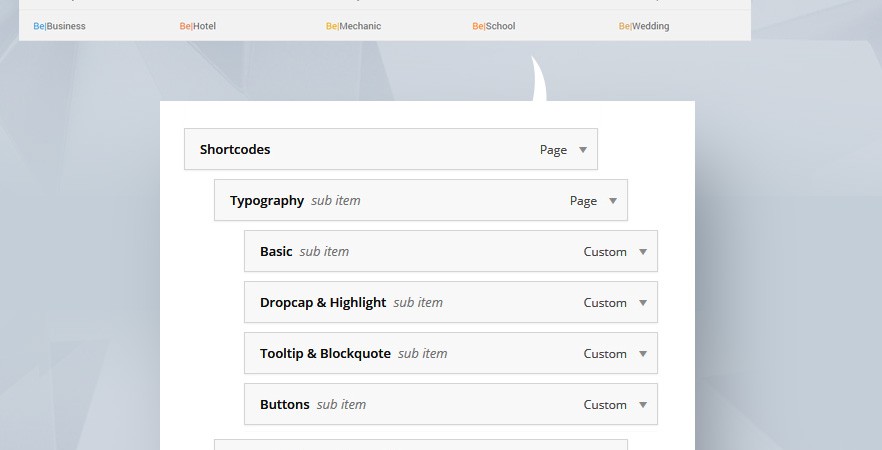 Be|Business Be|Hotel Be|Mechanic Be|School Be|Wedding
Shortcodes Page
Typography sub item Page
Basic sub item Custom
Dropcap & Highlight sub item Custom
Tooltip & Blockquote sub item Custom
Buttons sub item Custom